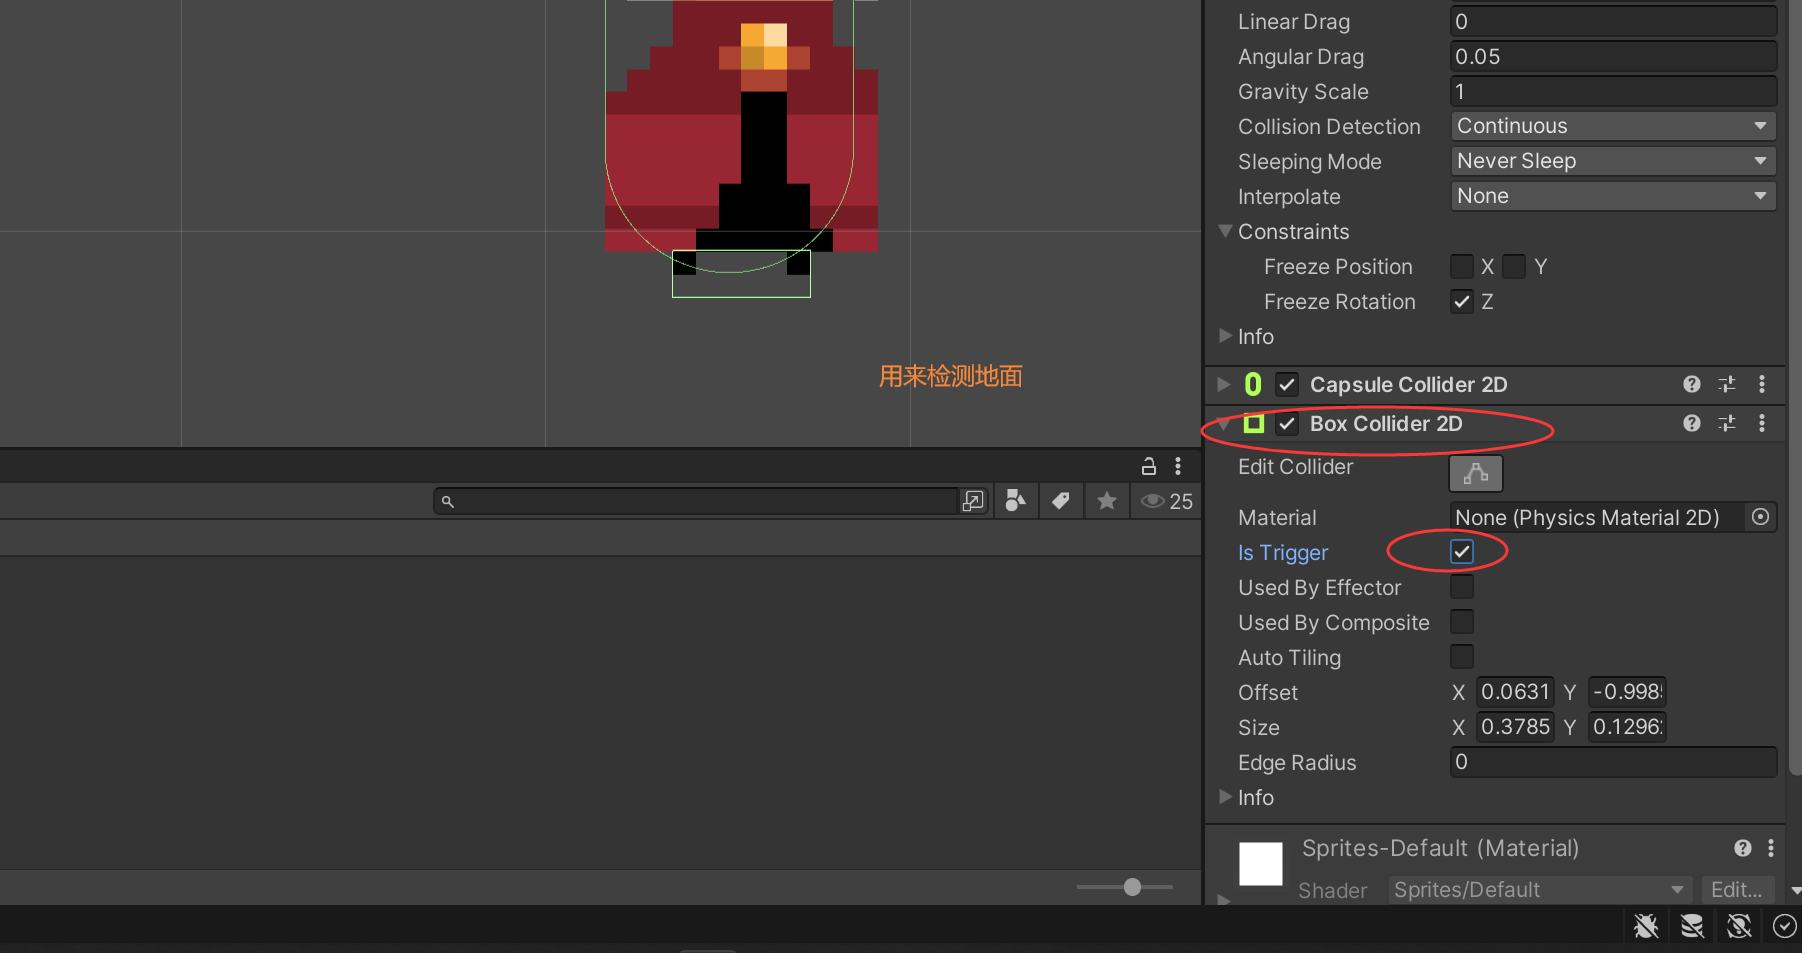 Linear Drag 0
Angular Drag 0.05
Gravity Scale 1
Collision Detection Continuous
Sleeping Mode Never Sleep
Interpolate None
Constraints
Freeze Position X Y
Freeze Rotation Z
Info
用来检测地面
Capsule Collider 2D
Box Collider 2D
Edit Collider
25
Material None (Physics Material 2D)
Is Trigger
Used By Effector
Used By Composite
Auto Tiling
Offset X 0.0631 Y -0.998
Size X 0.3785 Y 0.1296
Edge Radius 0
Info
Sprites-Default (Material)
Shader Sprites/Default Edit...